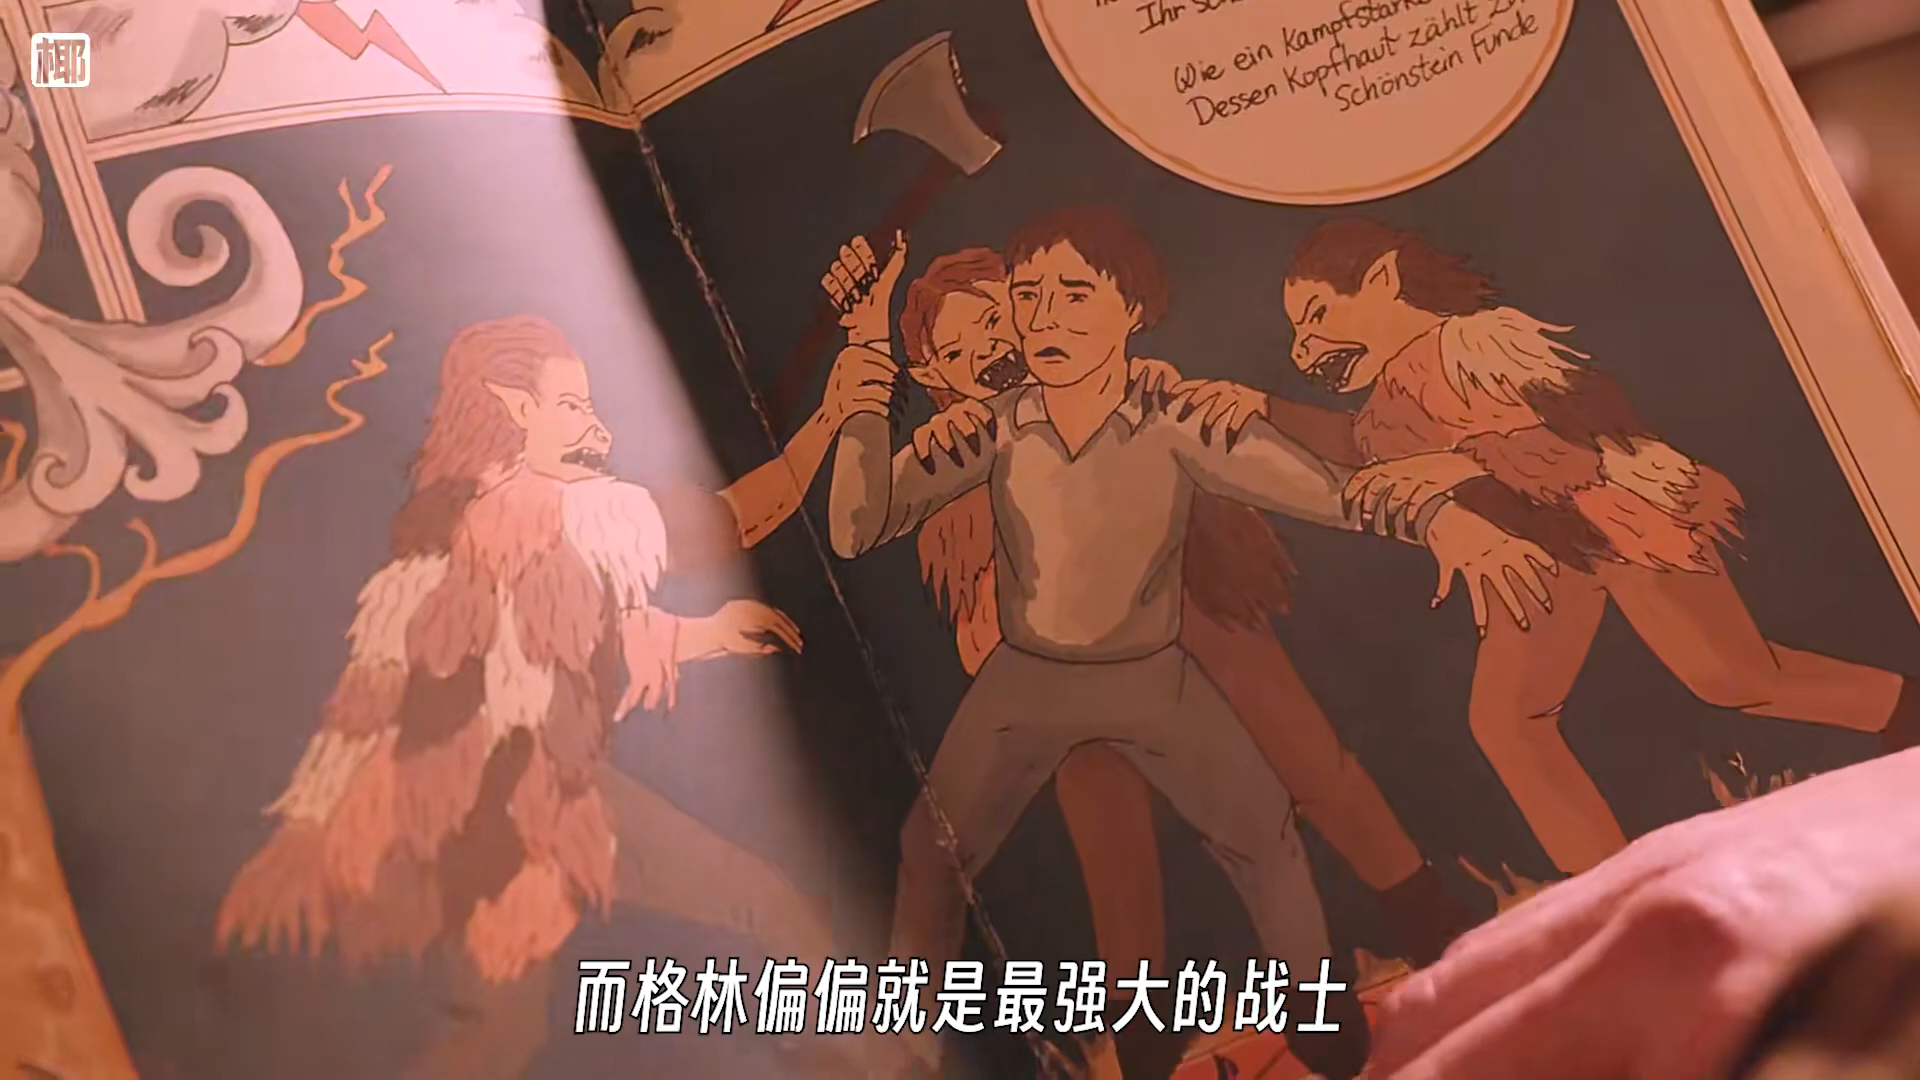 椰
Ihr
Wie ein Kampfstarke
Dessen Kopfhaut zählt
Schönstein Funde
而格林偏偏就是最强大的战士